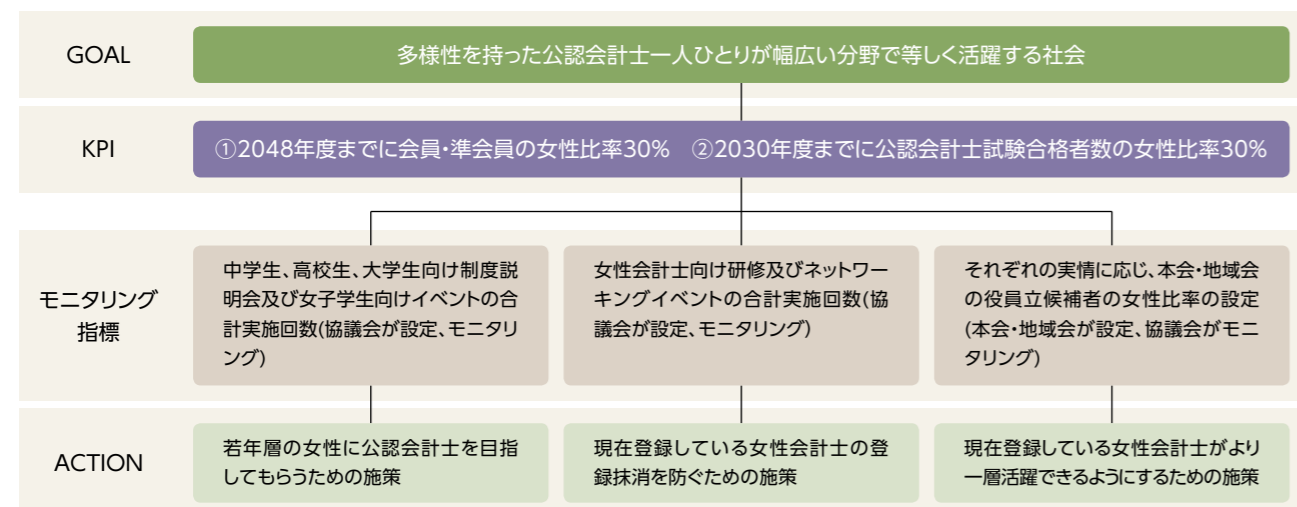 GOAL
多様性を持った公認会計士一人ひとりが幅広い分野で等しく活躍する社会
KPI
①2048年度までに会員・準会員の女性比率30% ②2030年度までに公認会計士試験合格者数の女性比率30%
モニタリング
指標
中学生、高校生、大学生向け制度説
明会及び女子学生向けイベントの合
計実施回数(協議会が設定、モニタリ
ング)
女性会計士向け研修及びネットワー
キングイベントの合計実施回数(協
議会が設定、モニタリング)
それぞれの実情に応じ、本会・地域会
の役員立候補者の女性比率の設定
(本会・地域会が設定、協議会がモニ
タリング)
ACTION
若年層の女性に公認会計士を目指
してもらうための施策
現在登録している女性会計士の登
録抹消を防ぐための施策
現在登録している女性会計士がより
一層活躍できるようにするための施策